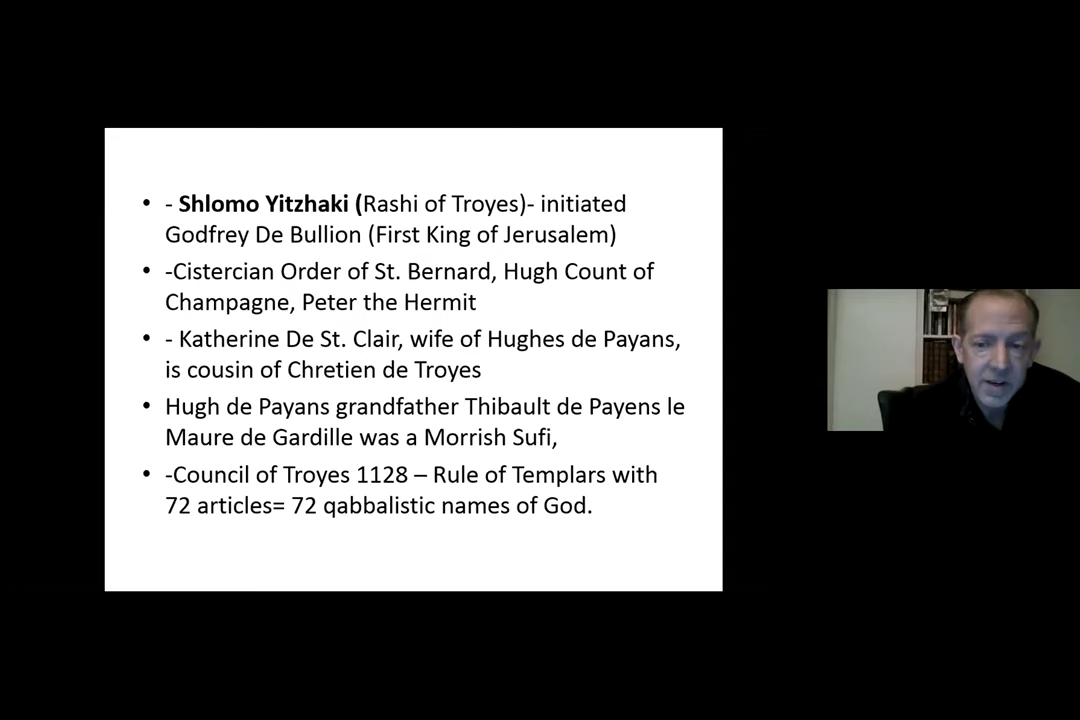 • - Shlomo Yitzhaki (Rashi of Troyes)- initiated
Godfrey De Bullion (First King of Jerusalem)
• -Cistercian Order of St. Bernard, Hugh Count of
Champagne, Peter the Hermit
• - Katherine De St. Clair, wife of Hughes de Payans,
is cousin of Chretien de Troyes
• Hugh de Payans grandfather Thibault de Payens le
Maure de Gardille was a Morrish Sufi,
• -Council of Troyes 1128 – Rule of Templars with
72 articles= 72 qabbalistic names of God.